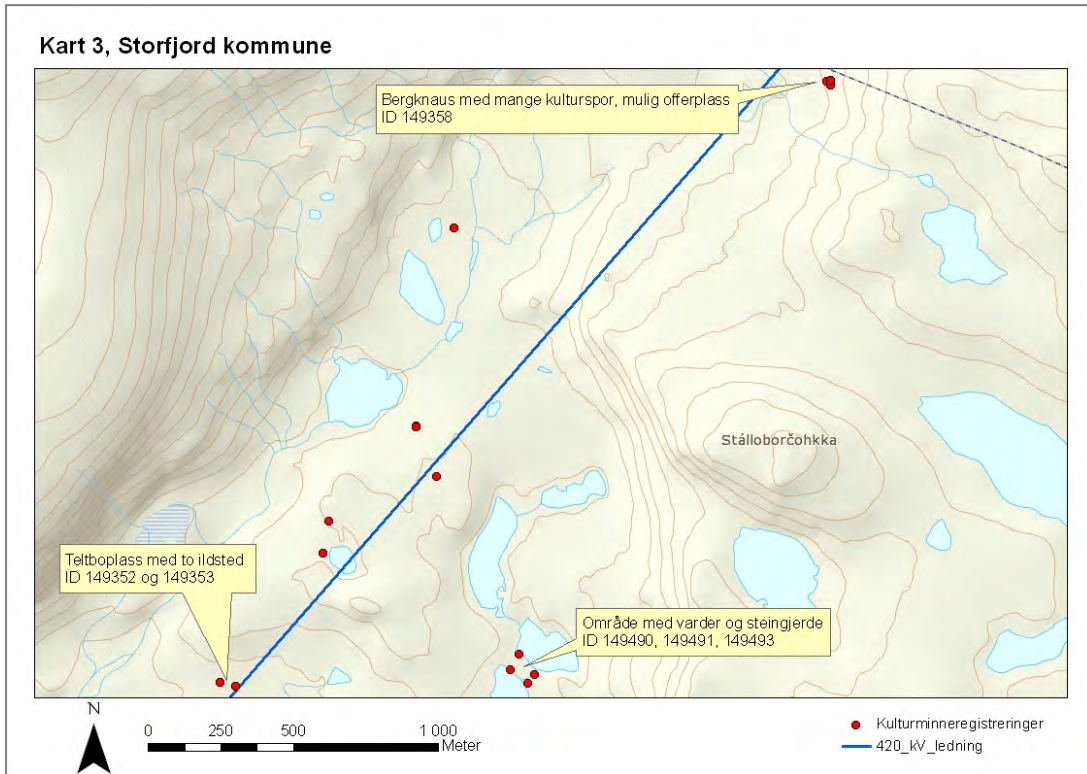 Kart 3, Storfjord kommune
Bergknaus med mange kulturspor, mulig offerplass
ID 149358
Stálloborčohkka
Teltboplass med to ildsted
ID 149352 og 149353
Område med varder og steingjerde
ID 149490, 149491, 149493
N
0 250 500 1 000
Meter
Kulturminneregistreringer
420_kV_ledning